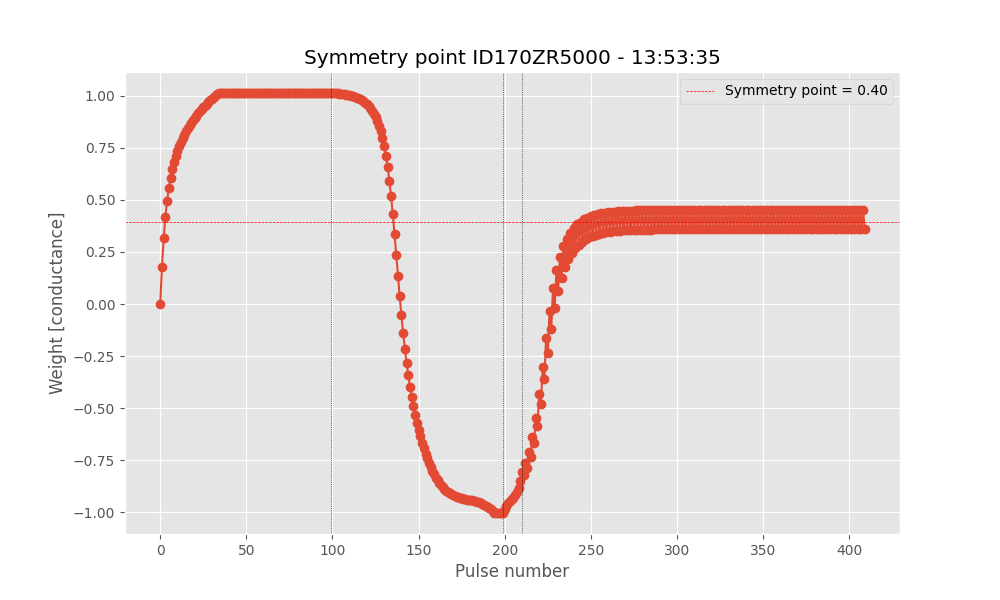 Symmetry point ID170ZR5000 - 13:53:35
Symmetry point = 0.40
Weight [conductance]
1.00
0.75
0.50
0.25
0.00
−0.25
−0.50
−0.75
−1.00
0 50 100 150 200 250 300 350 400
Pulse number